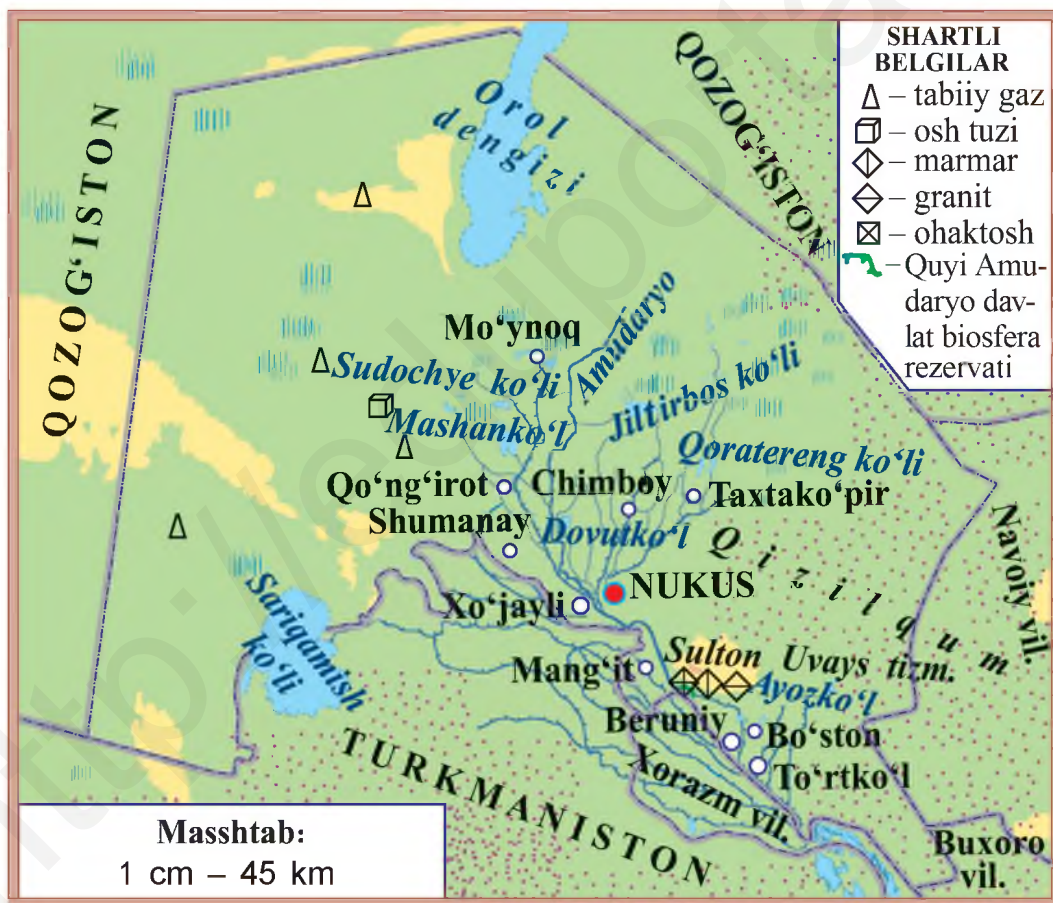 SHARTLI
BELGILAR
– tabiiy gaz
– osh tuzi
– marmar
– granit
– ohaktosh
– Quyi Amu-
daryo dav-
lat biosfera
rezervati
QOZOG‘ISTON
QOZOG‘ISTON
QOZOG‘ISTON
Orol
dengizi
Mo‘ynoq
Amudaryo
Sudochye ko‘li
Jiltirbos ko‘li
Mashanko‘l
Qoratereng ko‘li
Qo‘ng‘irot
Chimboy
Taxtako‘pir
Shumanay
Dovutko‘l
Qizilqum
Navoiy vil.
NUKUS
Xo‘jayli
Sariqamish
ko‘li
Sulton Uvays tizm.
Mang‘it
Ayozko‘l
Beruniy
Bo‘ston
To‘rtko‘l
Xorazm vil.
TURKMANISTON
Buxoro
vil.
Masshtab:
1 cm – 45 km